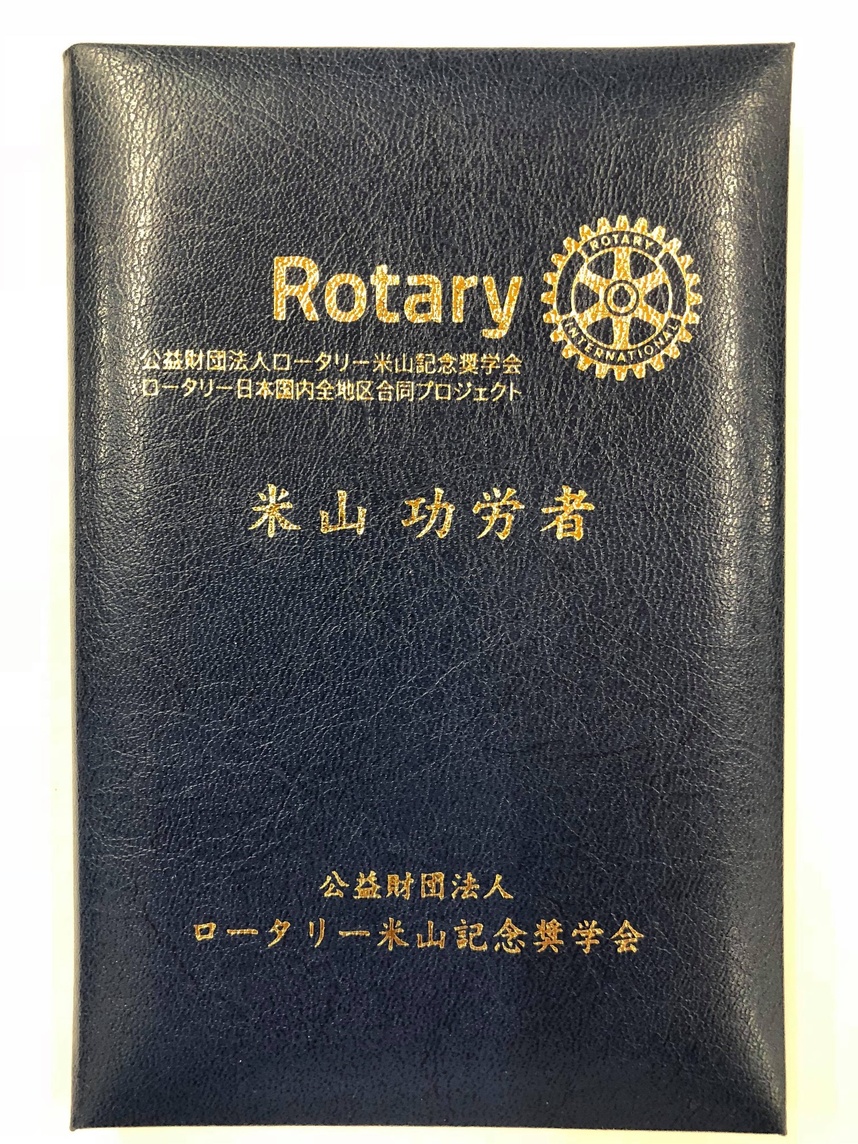 Rotary
ROTARY
INTERNATIONAL
公益財団法人ロータリー米山記念奨学会
ロータリー日本国内全地区合同プロジェクト
米山 功労者
公益財団法人
ロータリー米山記念奨学会